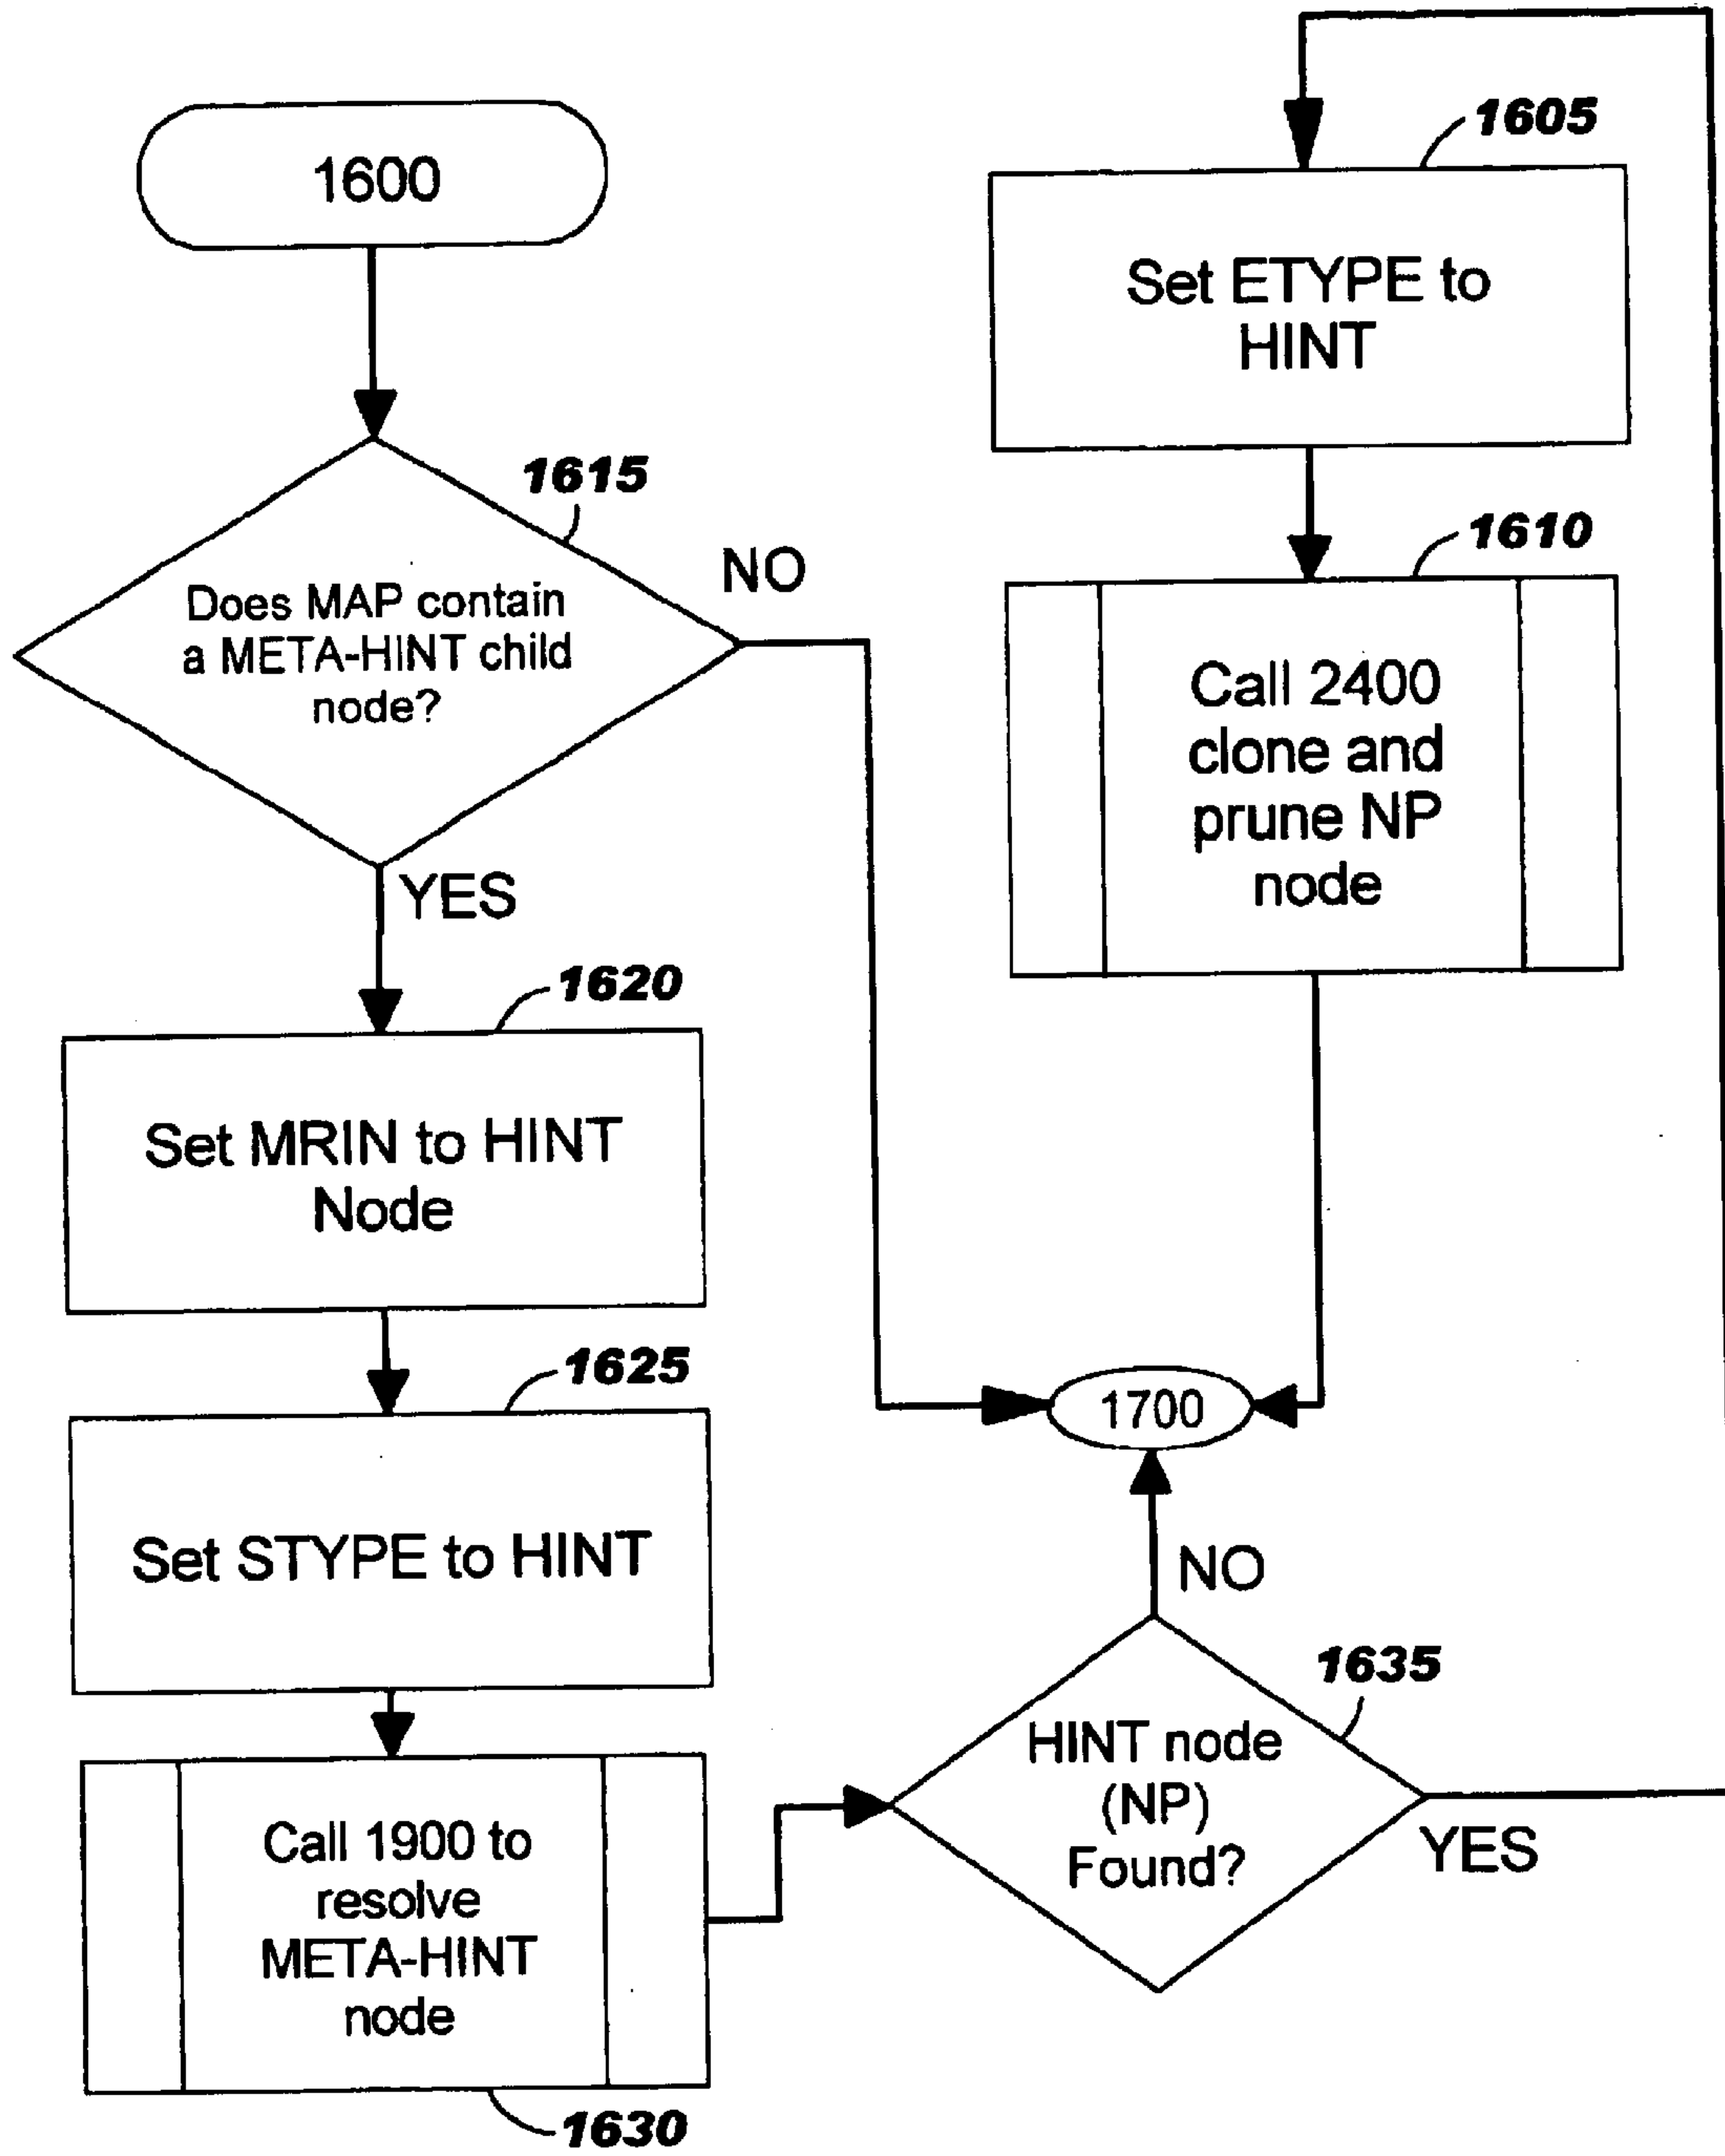 1600
1615
Does MAP contain
a META-HINT child
node?
NO
YES
1620
Set MRIN to HINT
Node
1625
Set STYPE to HINT
Call 1900 to
resolve
META-HINT
node
1630
1605
Set ETYPE to
HINT
1610
Call 2400
clone and
prune NP
node
1700
NO
1635
HINT node
(NP)
Found?
YES